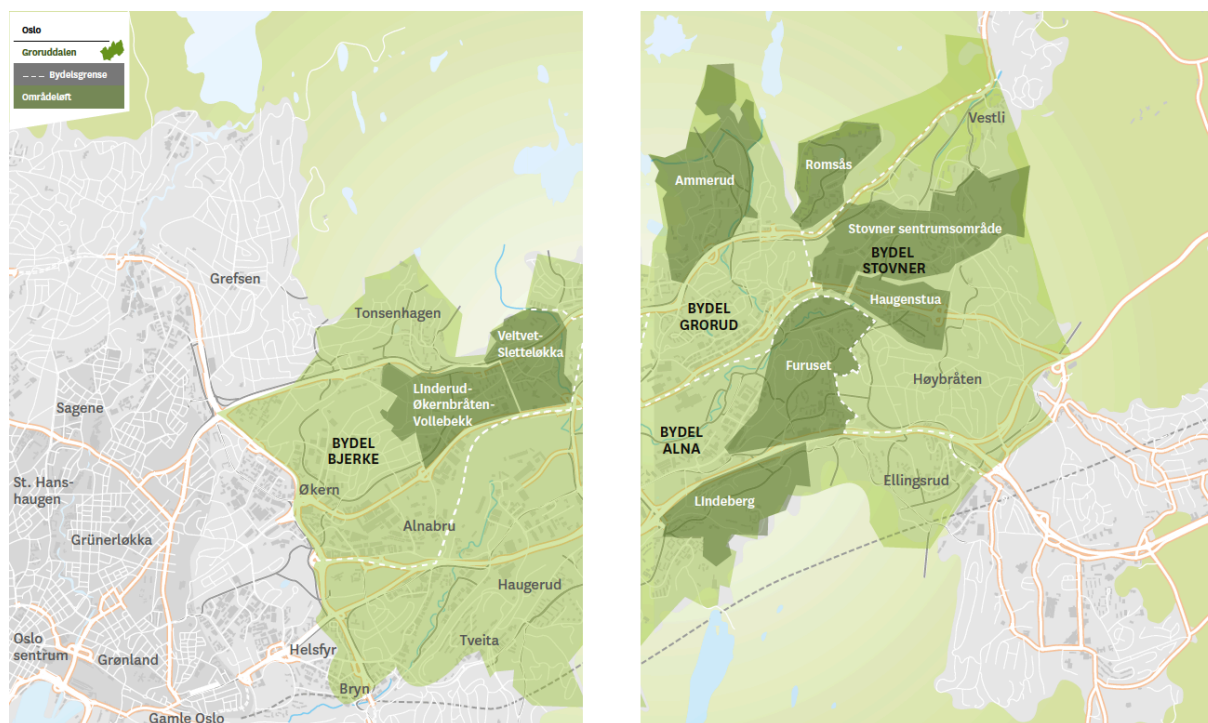 Oslo
Groruddalen
Bydelsgrense
Områdeløft
Grefsen
Tonsenhagen
Veitvet-
Sletteløkka
Linderud-
Økernbråten-
Vollebekk
Sagene
BYDEL
BJERKE
St. Hans-
haugen
Økern
Grünerløkka
Alnabru
Haugerud
Oslo
sentrum
Grønland
Helsfyr
Tveita
Bryn
Gamle Oslo
Vestli
Romsås
Ammerud
Stovner sentrumsområde
BYDEL
STOVNER
Haugenstua
BYDEL
GRORUD
Furuset
Høybråten
BYDEL
ALNA
Ellingsrud
Lindeberg